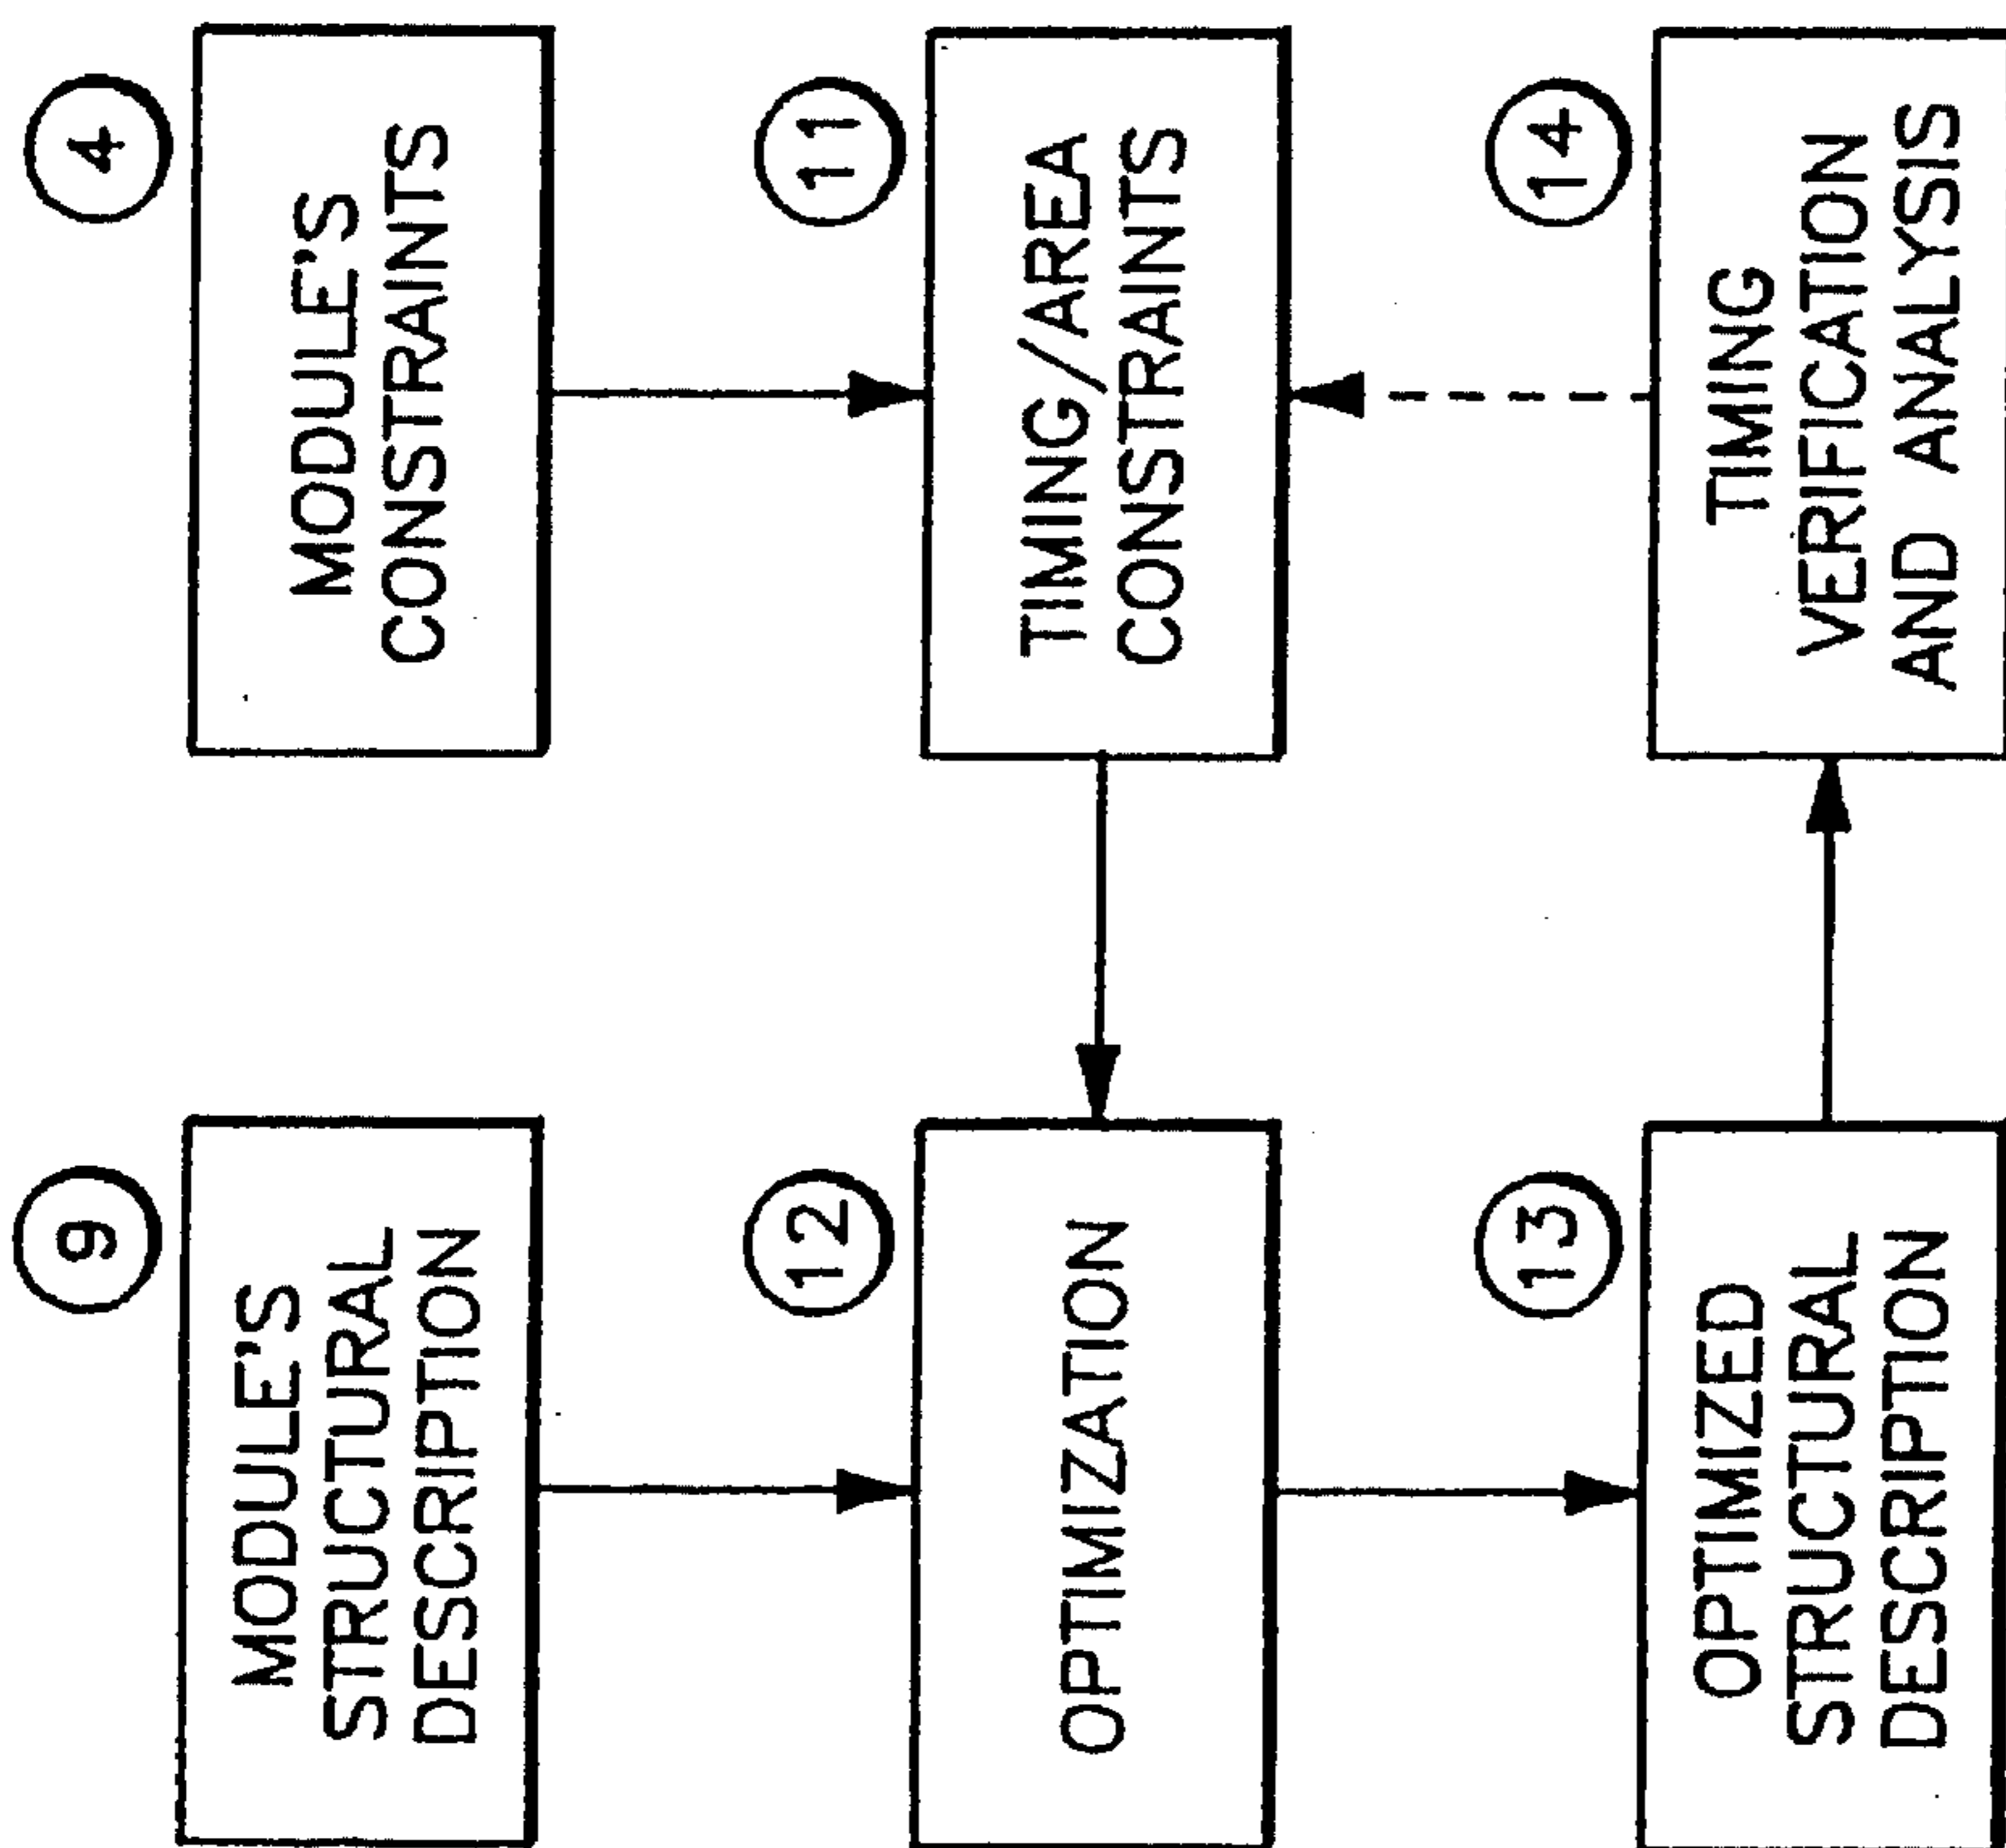 9
MODULE'S
STRUCTURAL
DESCRIPTION
12
OPTIMIZATION
13
OPTIMIZED
STRUCTURAL
DESCRIPTION
4
MODULE'S
CONSTRAINTS
11
TIMING/AREA
CONSTRAINTS
14
TIMING
VERIFICATION
AND ANALYSIS